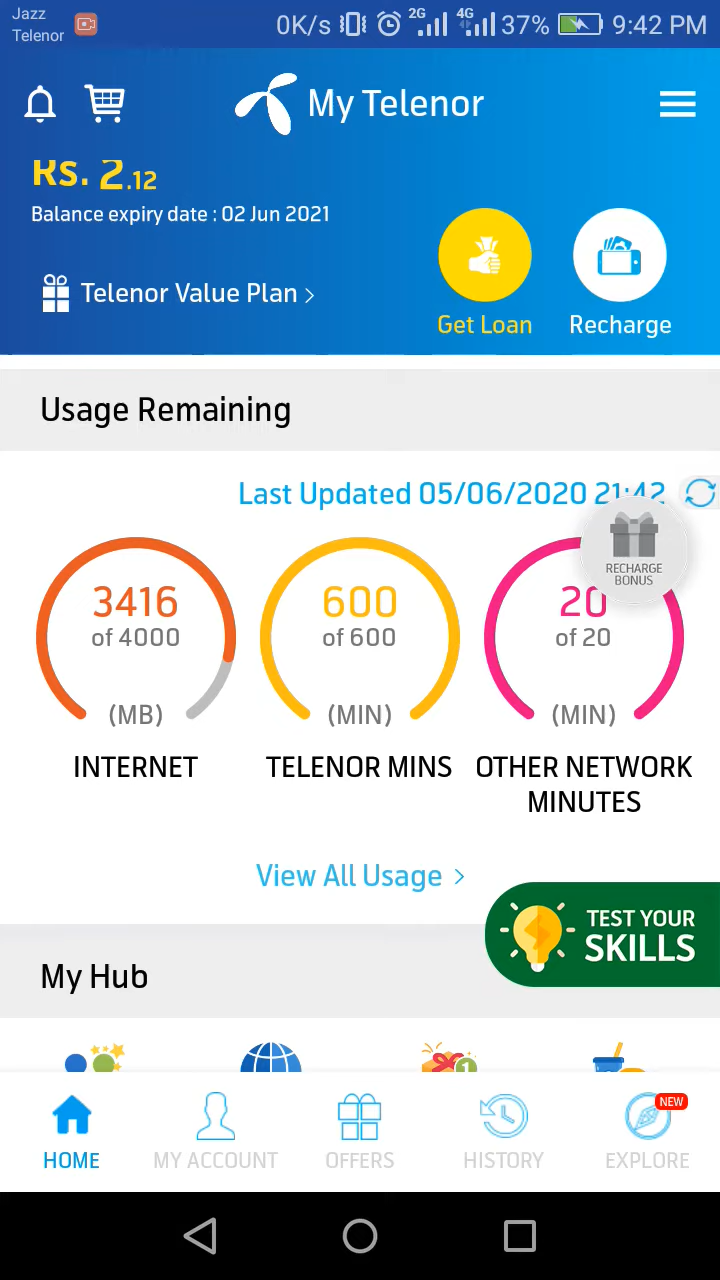 Jazz
Telenor
0K/s 2G 4G 37% 9:42 PM
My Telenor
Rs. 2.12
Balance expiry date : 02 Jun 2021
Telenor Value Plan
Get Loan
Recharge
Usage Remaining
Last Updated 05/06/2020 21:42
RECHARGE
BONUS
3416
of 4000
(MB)
INTERNET
600
of 600
(MIN)
TELENOR MINS
20
of 20
(MIN)
OTHER NETWORK
MINUTES
View All Usage
TEST YOUR
SKILLS
My Hub
1
NEW
HOME
MY ACCOUNT
OFFERS
HISTORY
EXPLORE